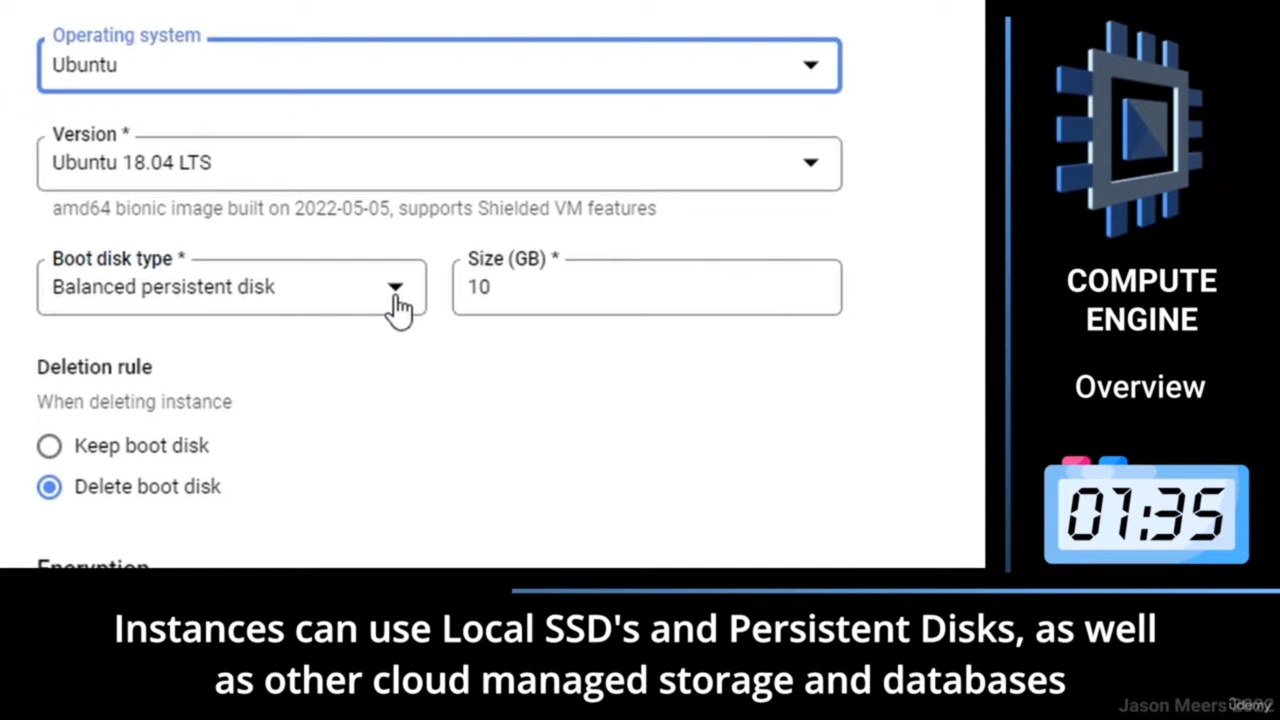 Operating system
Ubuntu
Version *
Ubuntu 18.04 LTS
amd64 bionic image built on 2022-05-05, supports Shielded VM features
Boot disk type *
Balanced persistent disk
Size (GB) *
10
Deletion rule
When deleting instance
Keep boot disk
Delete boot disk
Encryption
COMPUTE
ENGINE
Overview
01:35
Instances can use Local SSD's and Persistent Disks, as well
as other cloud managed storage and databases
Jason Meers
Udemy